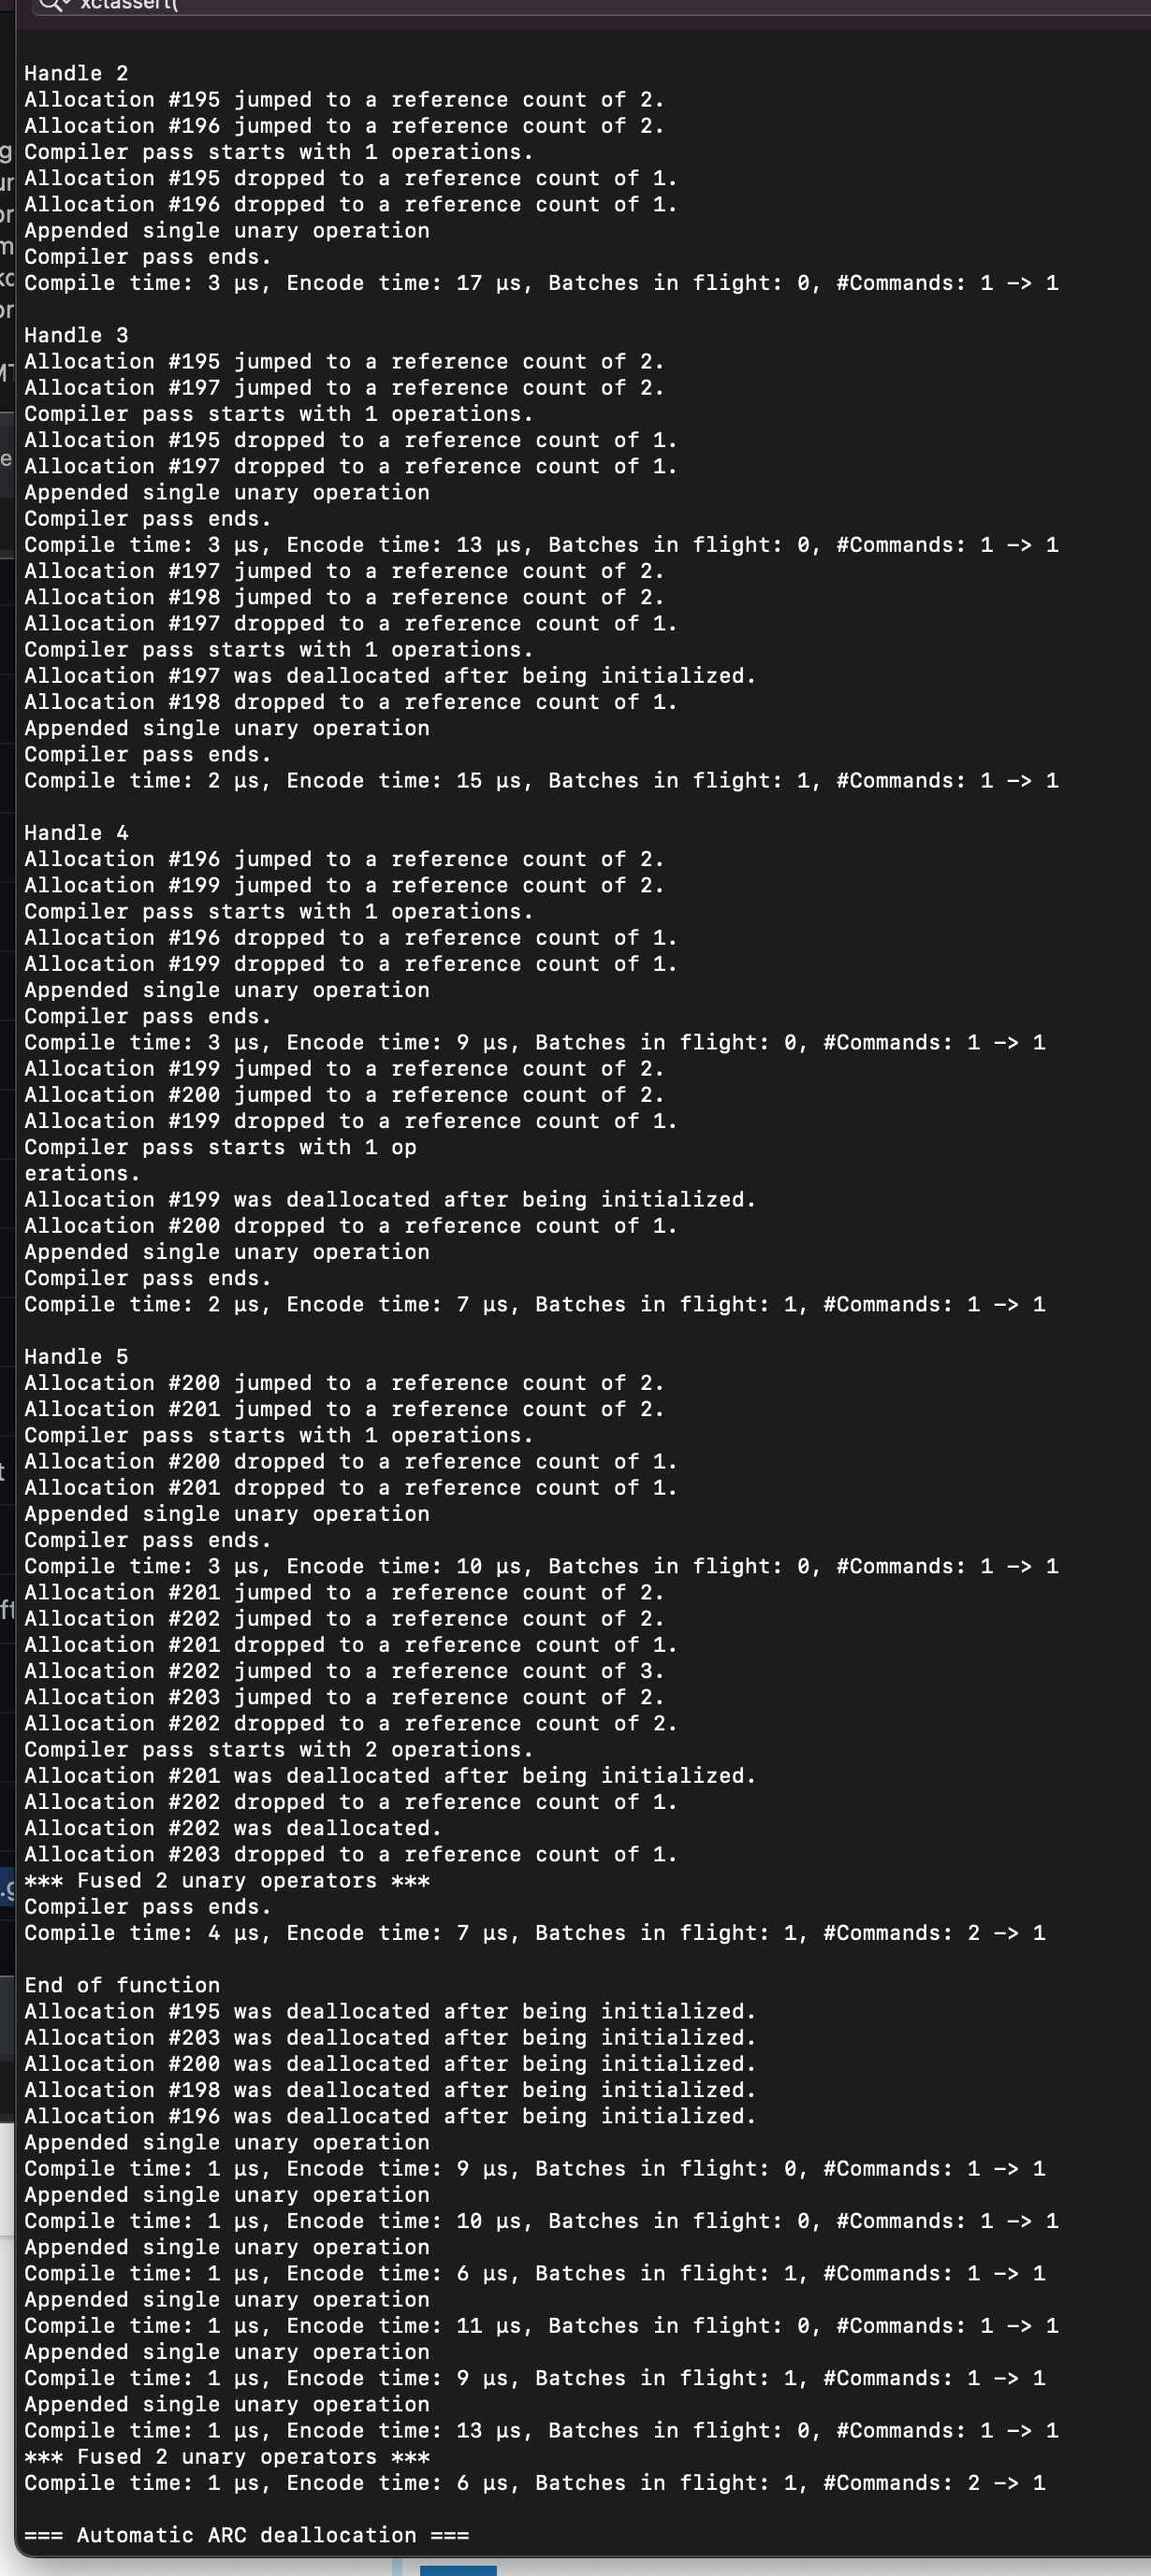 xctassert(
Handle 2
Allocation #195 jumped to a reference count of 2.
Allocation #196 jumped to a reference count of 2.
Compiler pass starts with 1 operations.
Allocation #195 dropped to a reference count of 1.
Allocation #196 dropped to a reference count of 1.
Appended single unary operation
Compiler pass ends.
Compile time: 3 µs, Encode time: 17 µs, Batches in flight: 0, #Commands: 1 -> 1
Handle 3
Allocation #195 jumped to a reference count of 2.
Allocation #197 jumped to a reference count of 2.
Compiler pass starts with 1 operations.
Allocation #195 dropped to a reference count of 1.
Allocation #197 dropped to a reference count of 1.
Appended single unary operation
Compiler pass ends.
Compile time: 3 µs, Encode time: 13 µs, Batches in flight: 0, #Commands: 1 -> 1
Allocation #197 jumped to a reference count of 2.
Allocation #198 jumped to a reference count of 2.
Allocation #197 dropped to a reference count of 1.
Compiler pass starts with 1 operations.
Allocation #197 was deallocated after being initialized.
Allocation #198 dropped to a reference count of 1.
Appended single unary operation
Compiler pass ends.
Compile time: 2 µs, Encode time: 15 µs, Batches in flight: 1, #Commands: 1 -> 1
Handle 4
Allocation #196 jumped to a reference count of 2.
Allocation #199 jumped to a reference count of 2.
Compiler pass starts with 1 operations.
Allocation #196 dropped to a reference count of 1.
Allocation #199 dropped to a reference count of 1.
Appended single unary operation
Compiler pass ends.
Compile time: 3 µs, Encode time: 9 µs, Batches in flight: 0, #Commands: 1 -> 1
Allocation #199 jumped to a reference count of 2.
Allocation #200 jumped to a reference count of 2.
Allocation #199 dropped to a reference count of 1.
Compiler pass starts with 1 op
erations.
Allocation #199 was deallocated after being initialized.
Allocation #200 dropped to a reference count of 1.
Appended single unary operation
Compiler pass ends.
Compile time: 2 µs, Encode time: 7 µs, Batches in flight: 1, #Commands: 1 -> 1
Handle 5
Allocation #200 jumped to a reference count of 2.
Allocation #201 jumped to a reference count of 2.
Compiler pass starts with 1 operations.
Allocation #200 dropped to a reference count of 1.
Allocation #201 dropped to a reference count of 1.
Appended single unary operation
Compiler pass ends.
Compile time: 3 µs, Encode time: 10 µs, Batches in flight: 0, #Commands: 1 -> 1
Allocation #201 jumped to a reference count of 2.
Allocation #202 jumped to a reference count of 2.
Allocation #201 dropped to a reference count of 1.
Allocation #202 jumped to a reference count of 3.
Allocation #203 jumped to a reference count of 2.
Allocation #202 dropped to a reference count of 2.
Compiler pass starts with 2 operations.
Allocation #201 was deallocated after being initialized.
Allocation #202 dropped to a reference count of 1.
Allocation #202 was deallocated.
Allocation #203 dropped to a reference count of 1.
*** Fused 2 unary operators ***
Compiler pass ends.
Compile time: 4 µs, Encode time: 7 µs, Batches in flight: 1, #Commands: 2 -> 1
End of function
Allocation #195 was deallocated after being initialized.
Allocation #203 was deallocated after being initialized.
Allocation #200 was deallocated after being initialized.
Allocation #198 was deallocated after being initialized.
Allocation #196 was deallocated after being initialized.
Appended single unary operation
Compile time: 1 µs, Encode time: 9 µs, Batches in flight: 0, #Commands: 1 -> 1
Appended single unary operation
Compile time: 1 µs, Encode time: 10 µs, Batches in flight: 0, #Commands: 1 -> 1
Appended single unary operation
Compile time: 1 µs, Encode time: 6 µs, Batches in flight: 1, #Commands: 1 -> 1
Appended single unary operation
Compile time: 1 µs, Encode time: 11 µs, Batches in flight: 0, #Commands: 1 -> 1
Appended single unary operation
Compile time: 1 µs, Encode time: 9 µs, Batches in flight: 1, #Commands: 1 -> 1
Appended single unary operation
Compile time: 1 µs, Encode time: 13 µs, Batches in flight: 0, #Commands: 1 -> 1
*** Fused 2 unary operators ***
Compile time: 1 µs, Encode time: 6 µs, Batches in flight: 1, #Commands: 2 -> 1
=== Automatic ARC deallocation ===